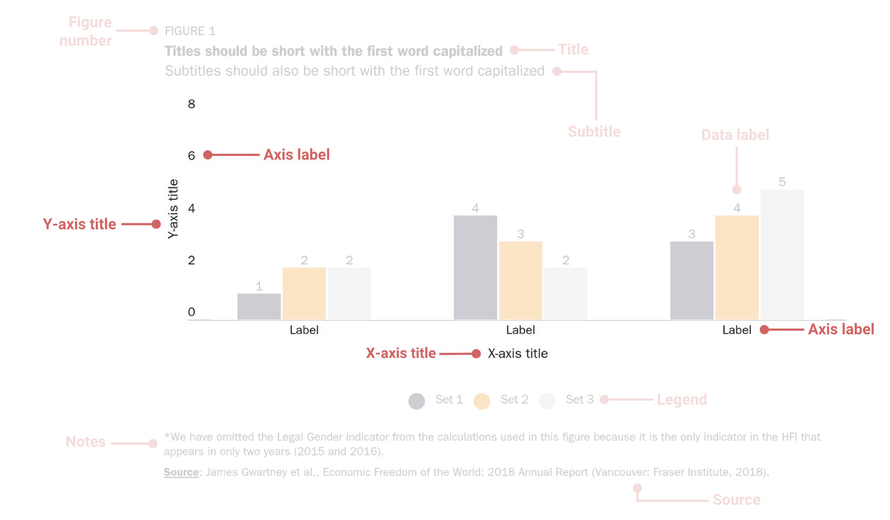 Figure
number
FIGURE 1
Titles should be short with the first word capitalized
Title
Subtitles should also be short with the first word capitalized
Subtitle
8
Data label
6
Axis label
5
Y-axis title
Y-axis title
4
4
4
3
3
2
2
2
2
1
0
Label
Label
Label
Axis label
X-axis title
X-axis title
Set 1
Set 2
Set 3
Legend
Notes
*We have omitted the Legal Gender indicator from the calculations used in this figure because it is the only indicator in the HFI that
appears in only two years (2015 and 2016).
Source: James Gwartney et al., Economic Freedom of the World: 2018 Annual Report (Vancouver: Fraser Institute, 2018).
Source